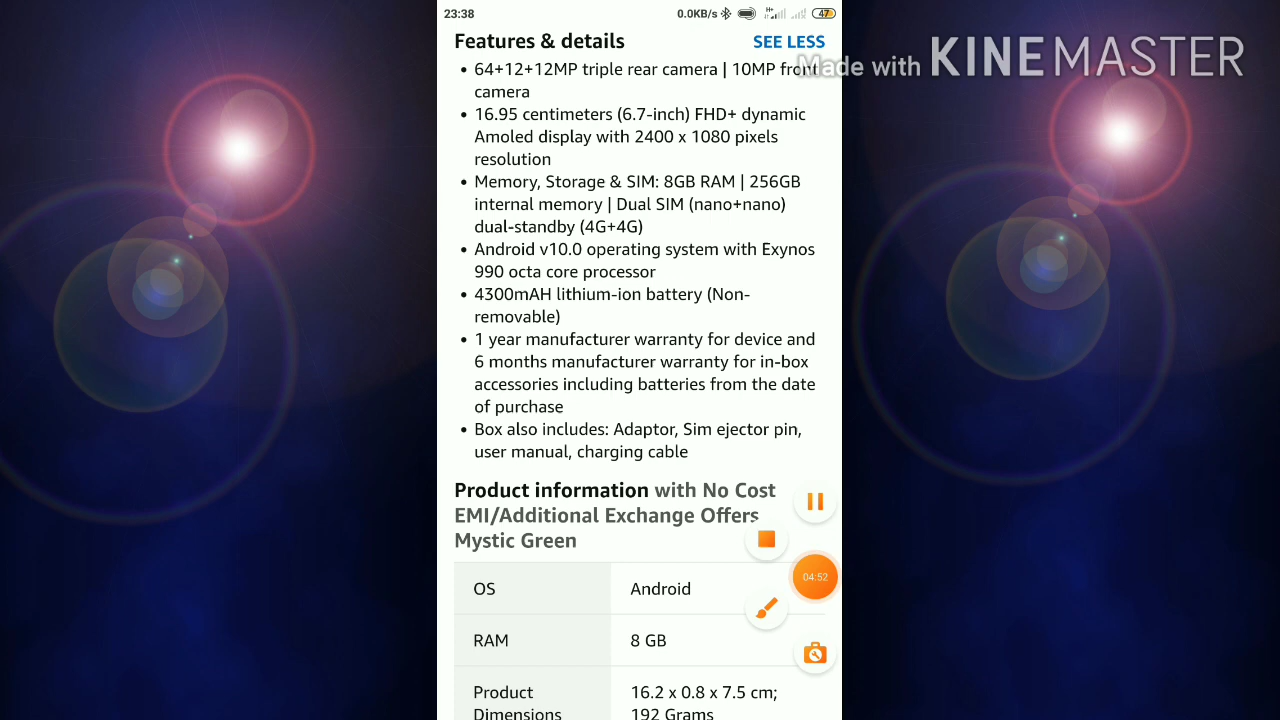 23:38 0.0KB/s H+ 47
Features & details SEE LESS
Made with KINEMASTER
• 64+12+12MP triple rear camera | 10MP front
camera
• 16.95 centimeters (6.7-inch) FHD+ dynamic
Amoled display with 2400 x 1080 pixels
resolution
• Memory, Storage & SIM: 8GB RAM | 256GB
internal memory | Dual SIM (nano+nano)
dual-standby (4G+4G)
• Android v10.0 operating system with Exynos
990 octa core processor
• 4300mAH lithium-ion battery (Non-
removable)
• 1 year manufacturer warranty for device and
6 months manufacturer warranty for in-box
accessories including batteries from the date
of purchase
• Box also includes: Adaptor, Sim ejector pin,
user manual, charging cable
Product information with No Cost
EMI/Additional Exchange Offers
Mystic Green
OS Android
04:52
RAM 8 GB
Product 16.2 x 0.8 x 7.5 cm;
Dimensions 192 Grams